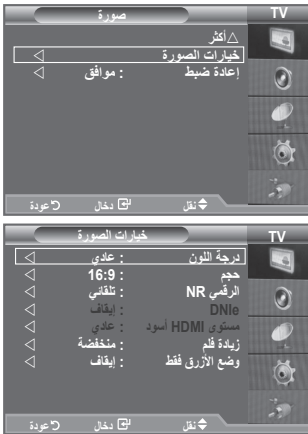 TV
صورة
△أكثر
خيارات الصورة ◁
إعادة ضبط : موافق ◁
نقل دخال عودة
TV
خيارات الصورة
درجة اللون : عادي ◁
حجم : 16:9 ◁
الرقمي NR : تلقائي ◁
DNIe : إيقاف
مستوى HDMI أسود : عادي ◁
زيادة فلم : منخفضة ◁
وضع الأزرق فقط : إيقاف ◁
نقل دخال عودة